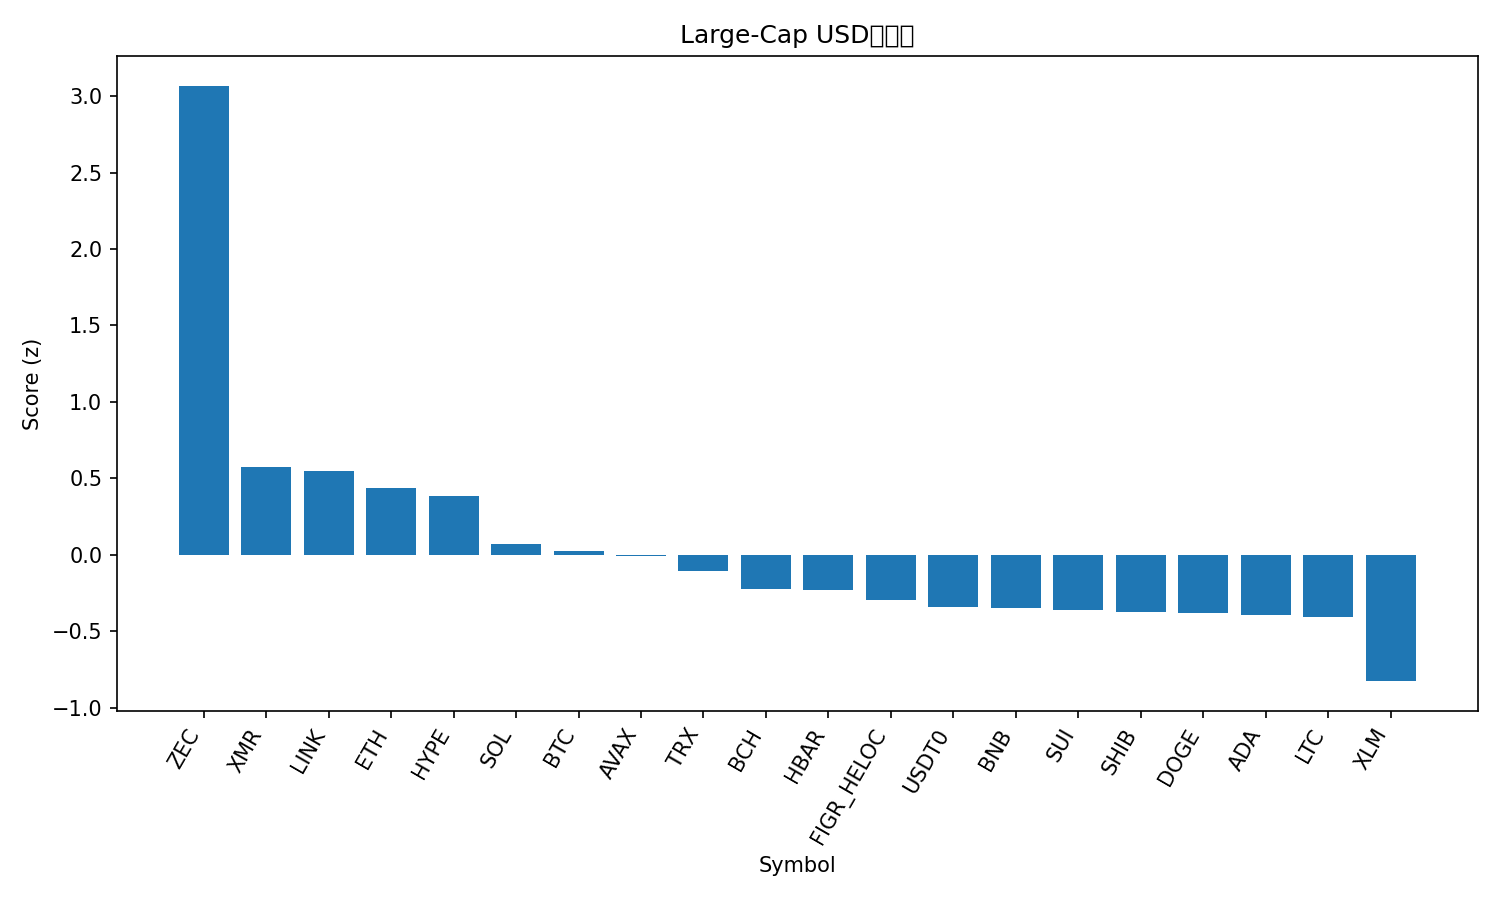 Large-Cap USD
Score (z)
3.0
2.5
2.0
1.5
1.0
0.5
0.0
−0.5
−1.0
ZEC
XMR
LINK
ETH
HYPE
SOL
BTC
AVAX
TRX
BCH
HBAR
FIGR_HELOC
USDT0
BNB
SUI
SHIB
DOGE
ADA
LTC
XLM
Symbol